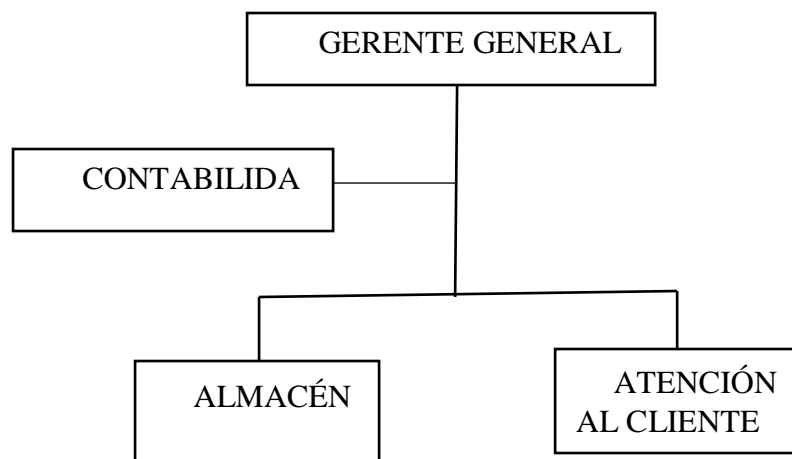 GERENTE GENERAL
CONTABILIDA
ALMACÉN
ATENCIÓN
AL CLIENTE